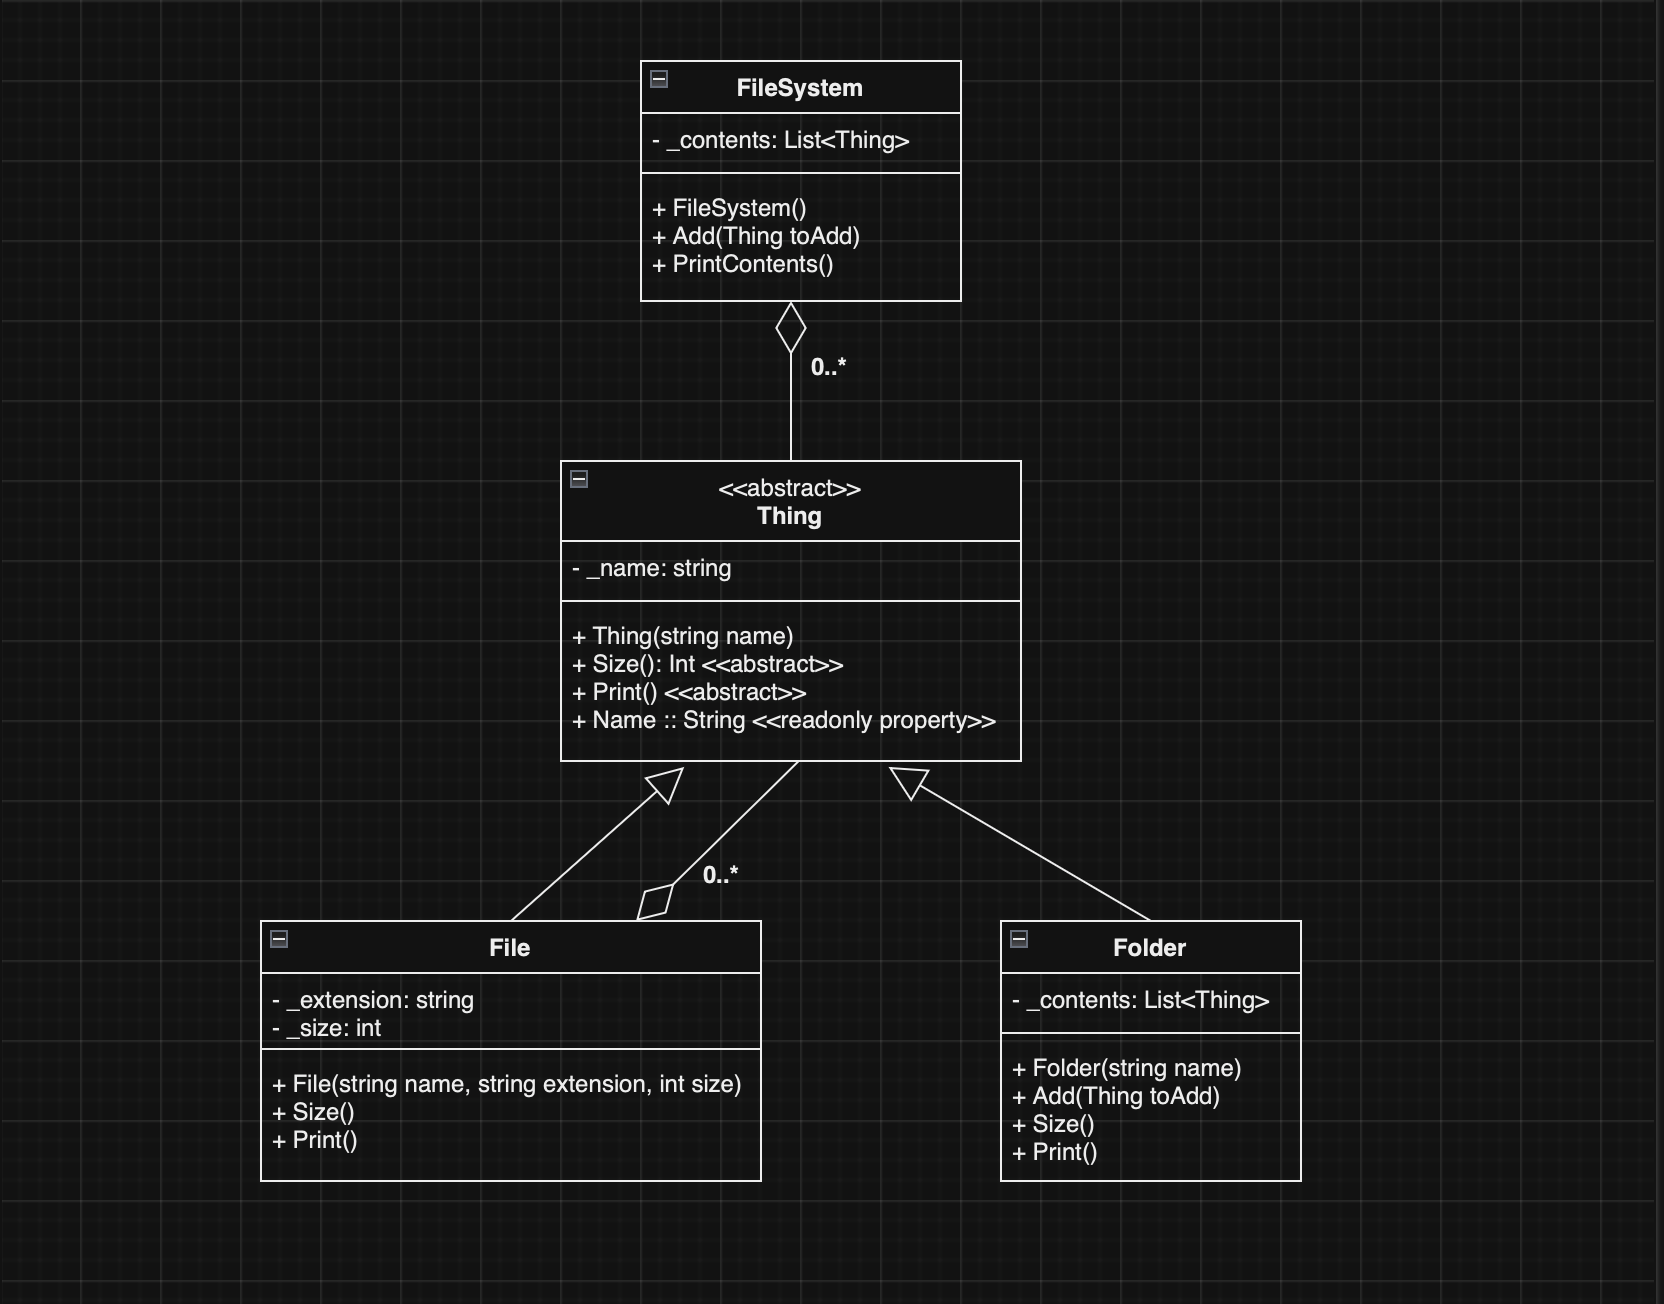 FileSystem
- _contents: List<Thing>
+ FileSystem()
+ Add(Thing toAdd)
+ PrintContents()
0..*
<<abstract>>
Thing
- _name: string
+ Thing(string name)
+ Size(): Int <<abstract>>
+ Print() <<abstract>>
+ Name :: String <<readonly property>>
0..*
File
- _extension: string
- _size: int
+ File(string name, string extension, int size)
+ Size()
+ Print()
Folder
- _contents: List<Thing>
+ Folder(string name)
+ Add(Thing toAdd)
+ Size()
+ Print()